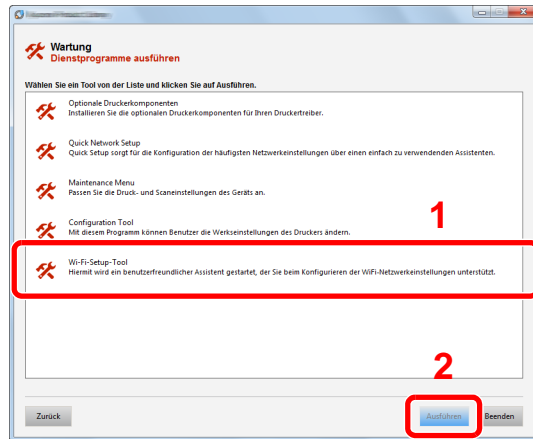 Wartung
Dienstprogramme ausführen
Wählen Sie ein Tool von der Liste und klicken Sie auf Ausführen.
Optionale Druckerkomponenten
Installieren Sie die optionalen Druckerkomponenten für Ihren Druckertreiber.
Quick Network Setup
Quick Setup sorgt für die Konfiguration der häufigsten Netzwerkeinstellungen über einen einfach zu verwendenden Assistenten.
Maintenance Menu
Passen Sie die Druck- und Scaneinstellungen des Geräts an.
1
Configuration Tool
Mit diesem Programm können Benutzer die Werkseinstellungen des Druckers ändern.
Wi-Fi-Setup-Tool
Hiermit wird ein benutzerfreundlicher Assistent gestartet, der Sie beim Konfigurieren der WiFi-Netzwerkeinstellungen unterstützt.
2
Zurück
Ausführen
Beenden